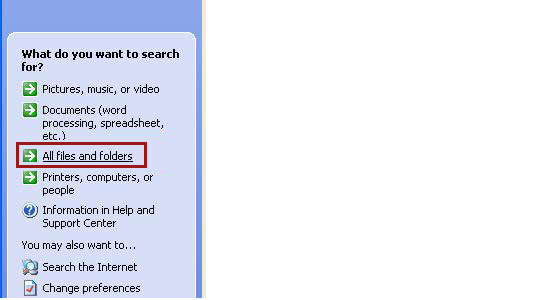 What do you want to search
for?
Pictures, music, or video
Documents (word
processing, spreadsheet,
etc.)
All files and folders
Printers, computers, or
people
Information in Help and
Support Center
You may also want to...
Search the Internet
Change preferences